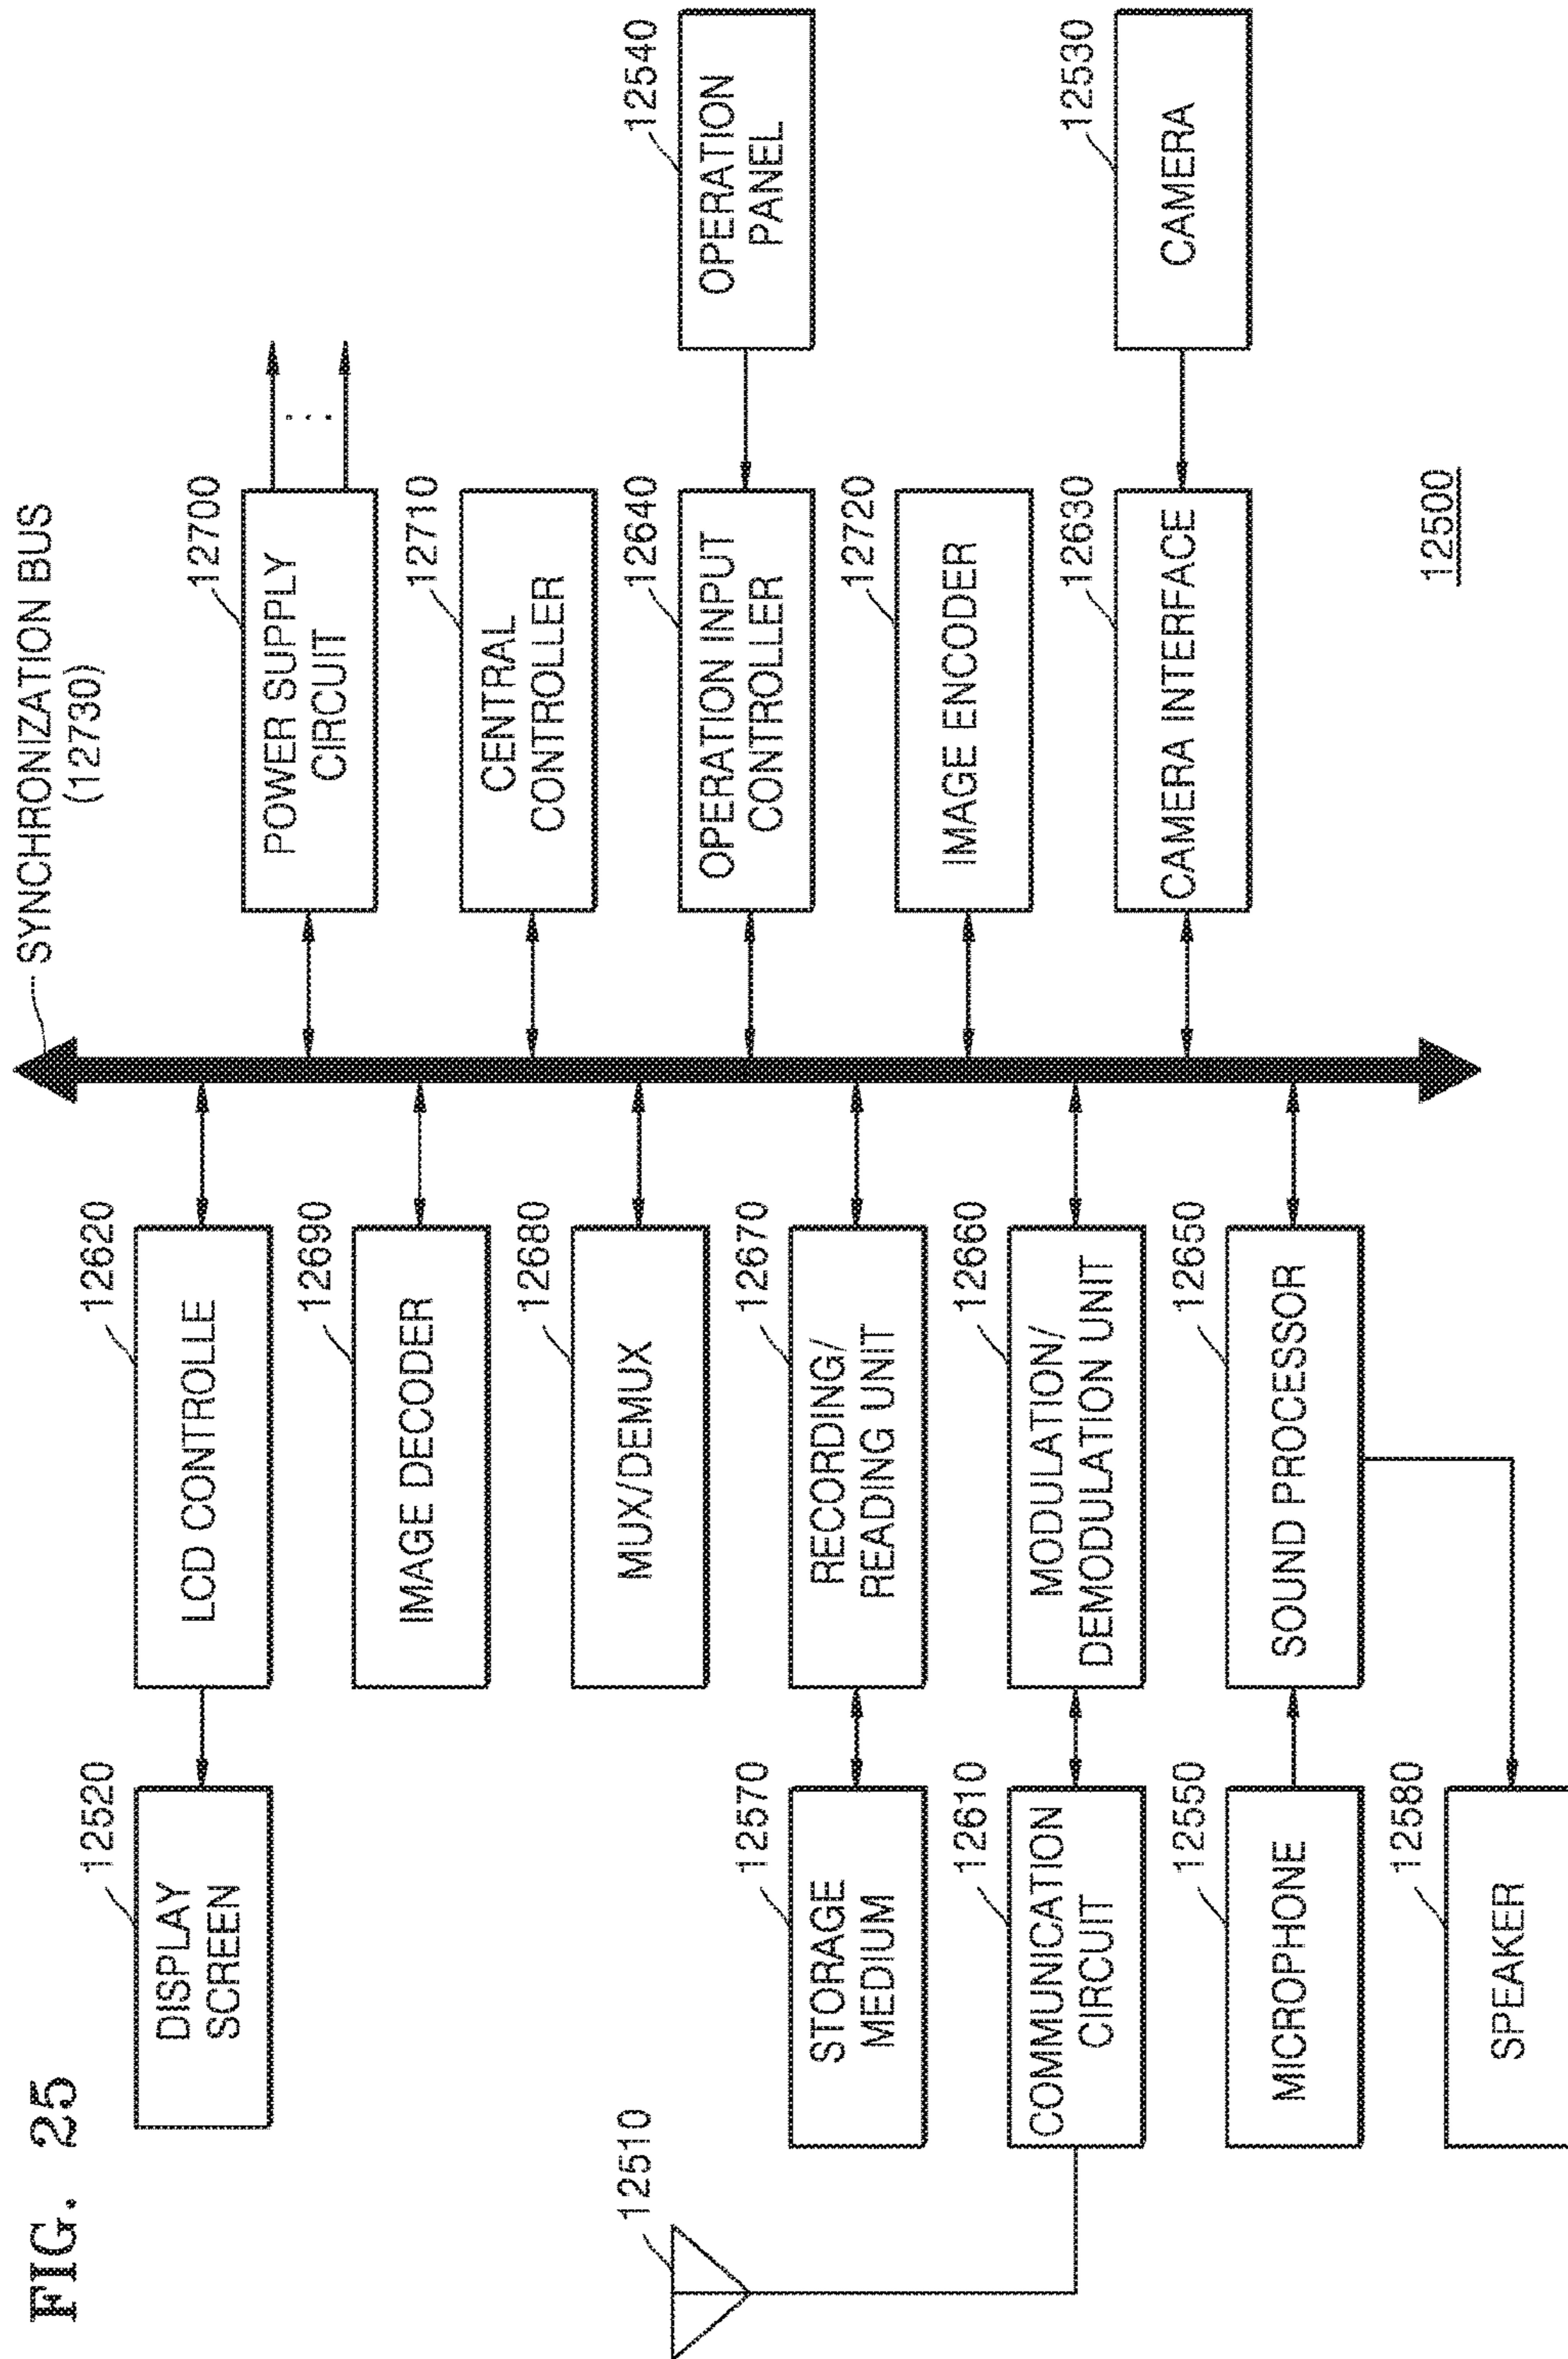 FIG. 25
SYNCHRONIZATION BUS
(12730)
12520
DISPLAY
SCREEN
12620
LCD CONTROLLE
12700
POWER SUPPLY
CIRCUIT
12690
IMAGE DECODER
12710
CENTRAL
CONTROLLER
12510
12680
MUX/DEMUX
12640
OPERATION INPUT
CONTROLLER
12540
OPERATION
PANEL
12570
STORAGE
MEDIUM
12670
RECORDING/
READING UNIT
12720
IMAGE ENCODER
12610
COMMUNICATION
CIRCUIT
12660
MODULATION/
DEMODULATION UNIT
12630
CAMERA INTERFACE
12530
CAMERA
12550
MICROPHONE
12650
SOUND PROCESSOR
12580
SPEAKER
12500